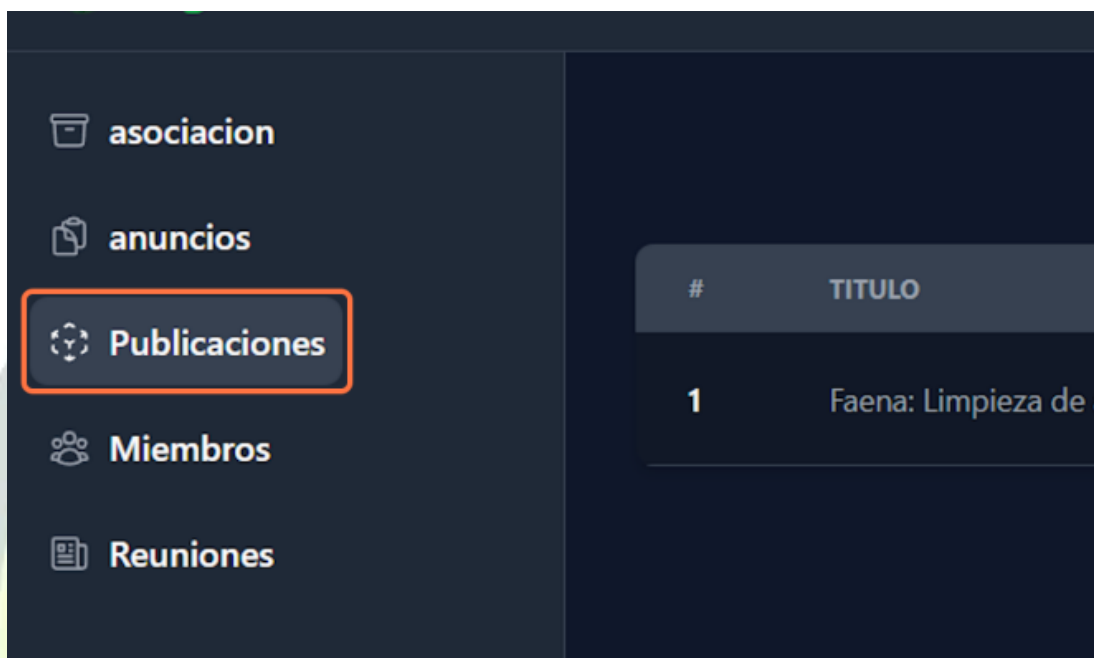 asociacion
anuncios
Publicaciones
Miembros
Reuniones
# TITULO
1 Faena: Limpieza de